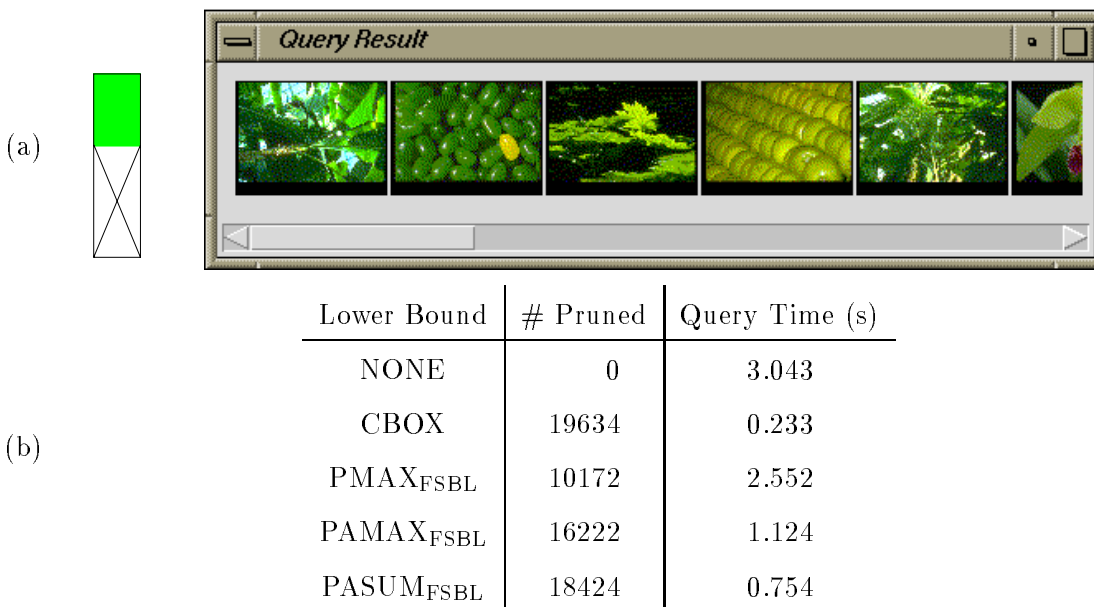 Query Result
(a)
Lower Bound # Pruned Query Time (s)
NONE 0 3.043
CBOX 19634 0.233
(b)
PMAXFSBL 10172 2.552
PAMAXFSBL 16222 1.124
PASUMFSBL 18424 0.754